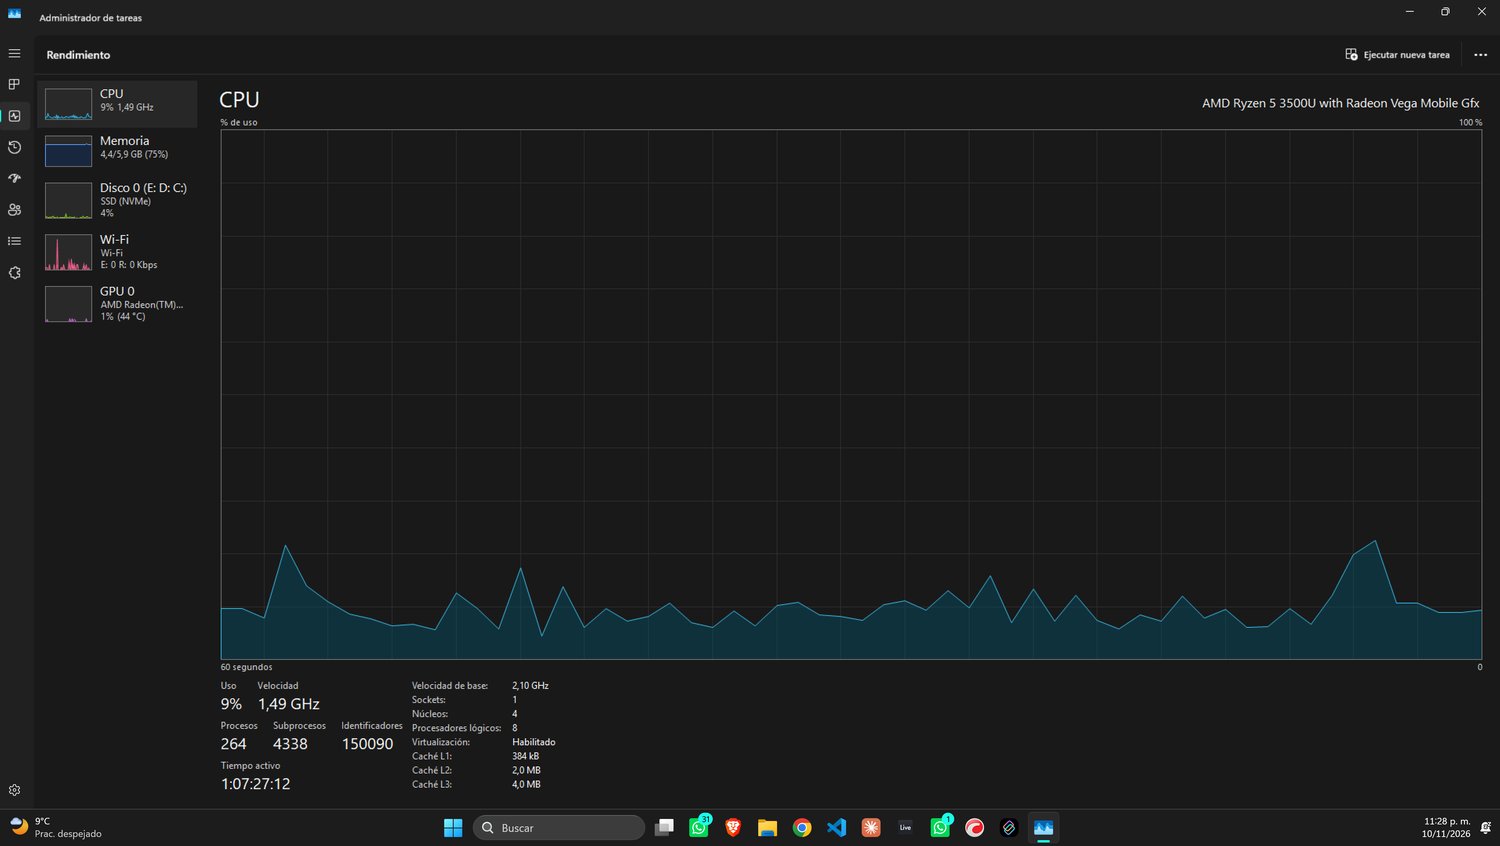 Administrador de tareas
Rendimiento
Ejecutar nueva tarea
CPU
9% 1,49 GHz
Memoria
4,4/5,9 GB (75%)
Disco 0 (E: D: C:)
SSD (NVMe)
4%
Wi-Fi
Wi-Fi
E: 0 R: 0 Kbps
GPU 0
AMD Radeon(TM)...
1% (44 °C)
CPU
AMD Ryzen 5 3500U with Radeon Vega Mobile Gfx
% de uso
100 %
60 segundos
0
Uso
Velocidad
9%
1,49 GHz
Procesos
Subprocesos
Identificadores
264
4338
150090
Tiempo activo
1:07:27:12
Velocidad de base: 2,10 GHz
Sockets: 1
Núcleos: 4
Procesadores lógicos: 8
Virtualización: Habilitado
Caché L1: 384 kB
Caché L2: 2,0 MB
Caché L3: 4,0 MB
9°C
Prac. despejado
Buscar
31
Live
1
11:28 p. m.
10/11/2026